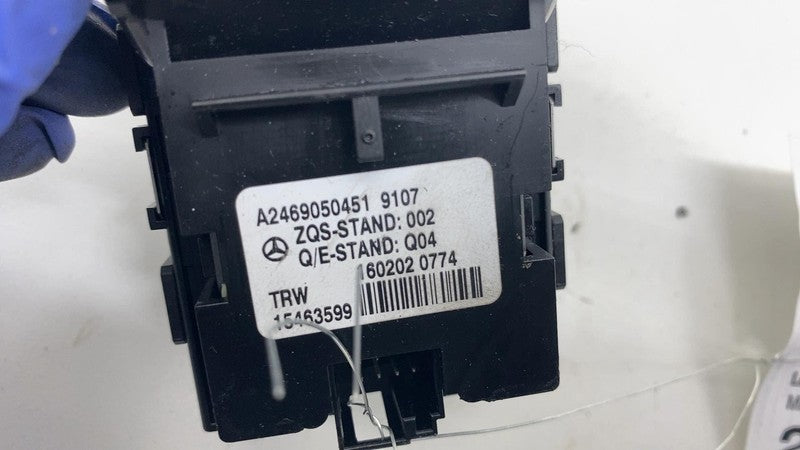 A2469050451 9107
ZQS-STAND: 002
Q/E-STAND: Q04
160202 0774
TRW
15463599